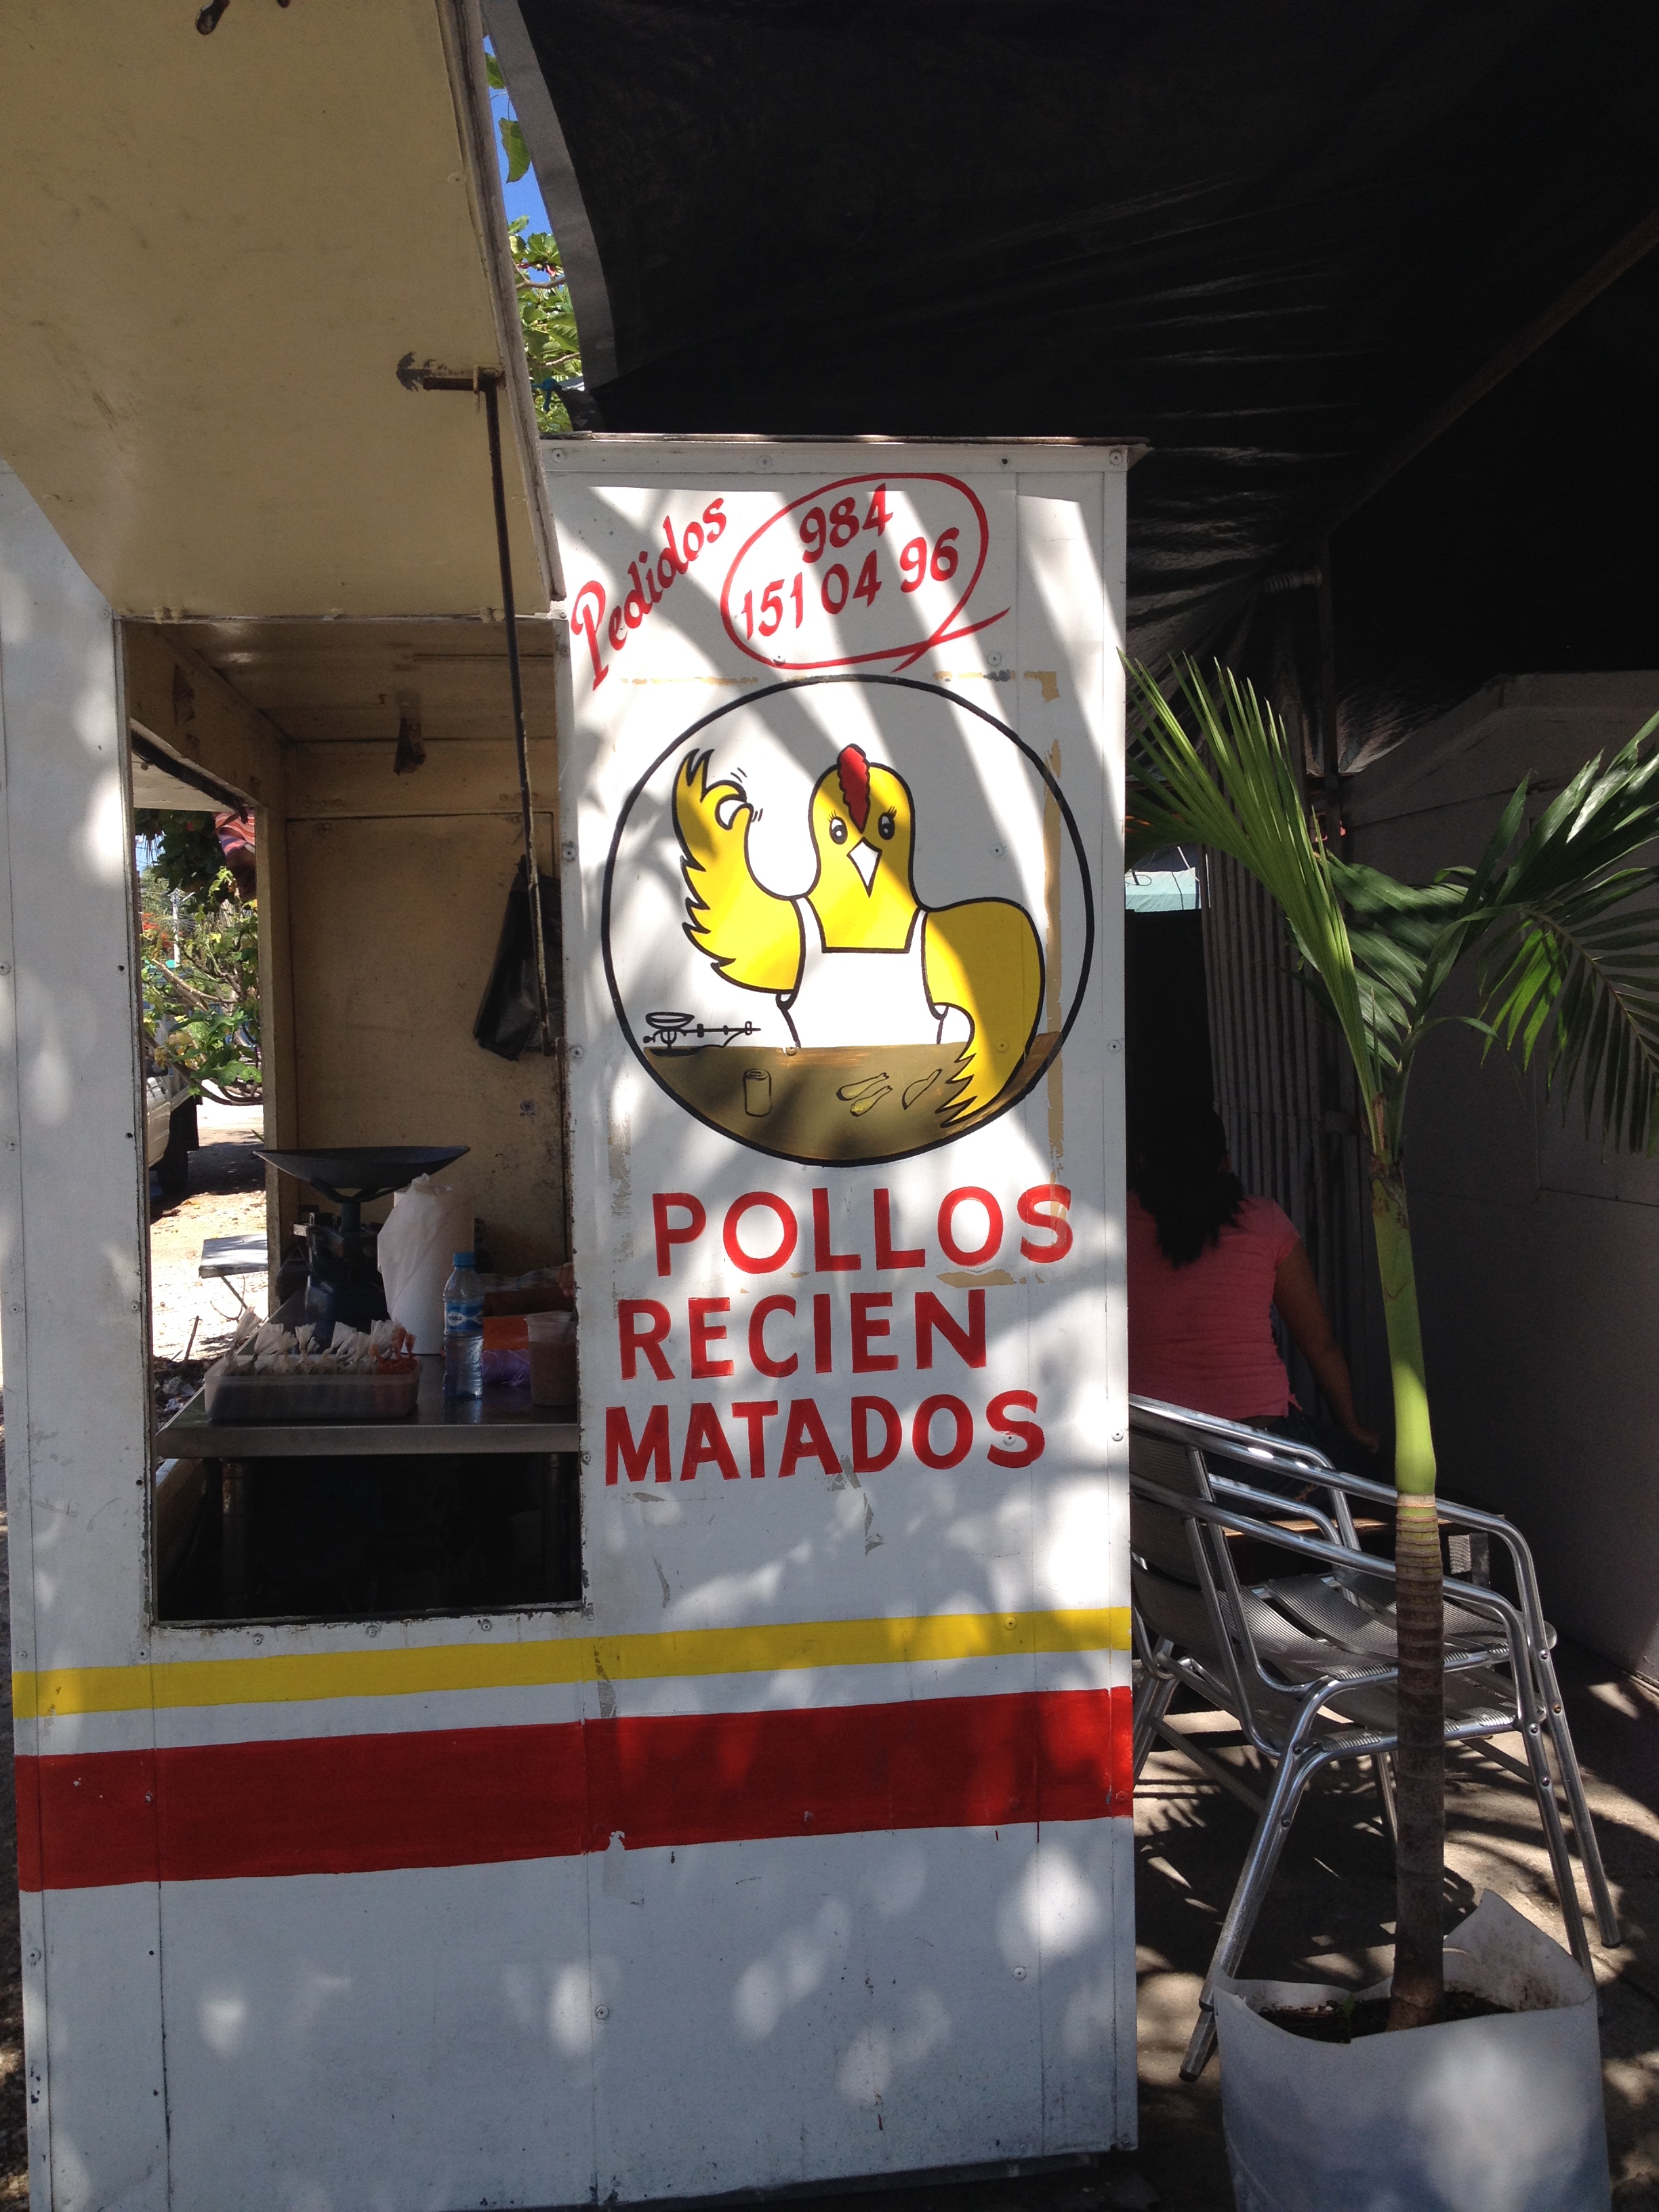 Pedidos
984
151 04 96
POLLOS
RECIEN
MATADOS